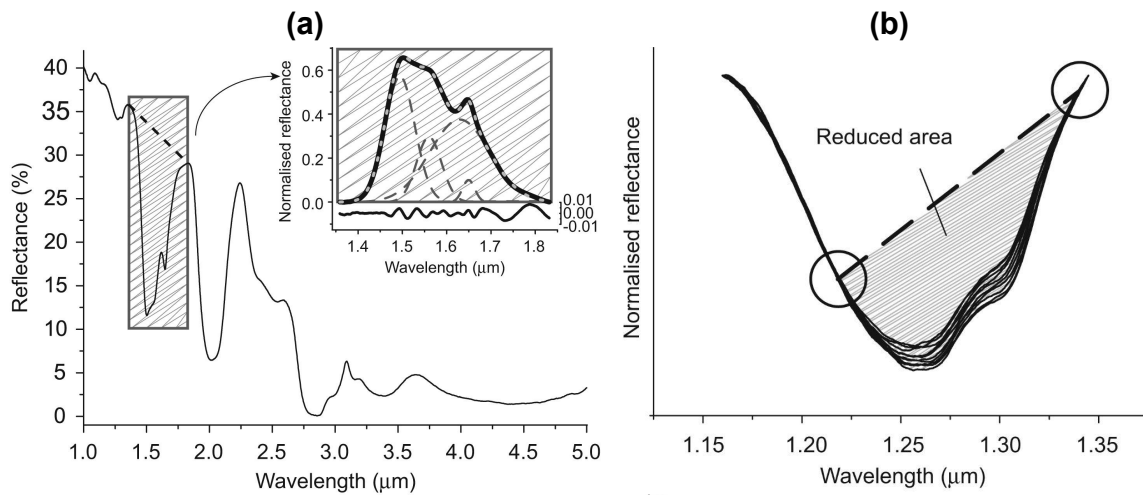 (a)
(b)
Reflectance (%)
40
35
30
25
20
15
10
5
0
1.0 1.5 2.0 2.5 3.0 3.5 4.0 4.5 5.0
Wavelength (μm)
Normalised reflectance
0.6
0.4
0.2
0.0
0.01
0.00
-0.01
1.4 1.5 1.6 1.7 1.8
Wavelength (μm)
Normalised reflectance
Reduced area
1.15 1.20 1.25 1.30 1.35
Wavelength (μm)